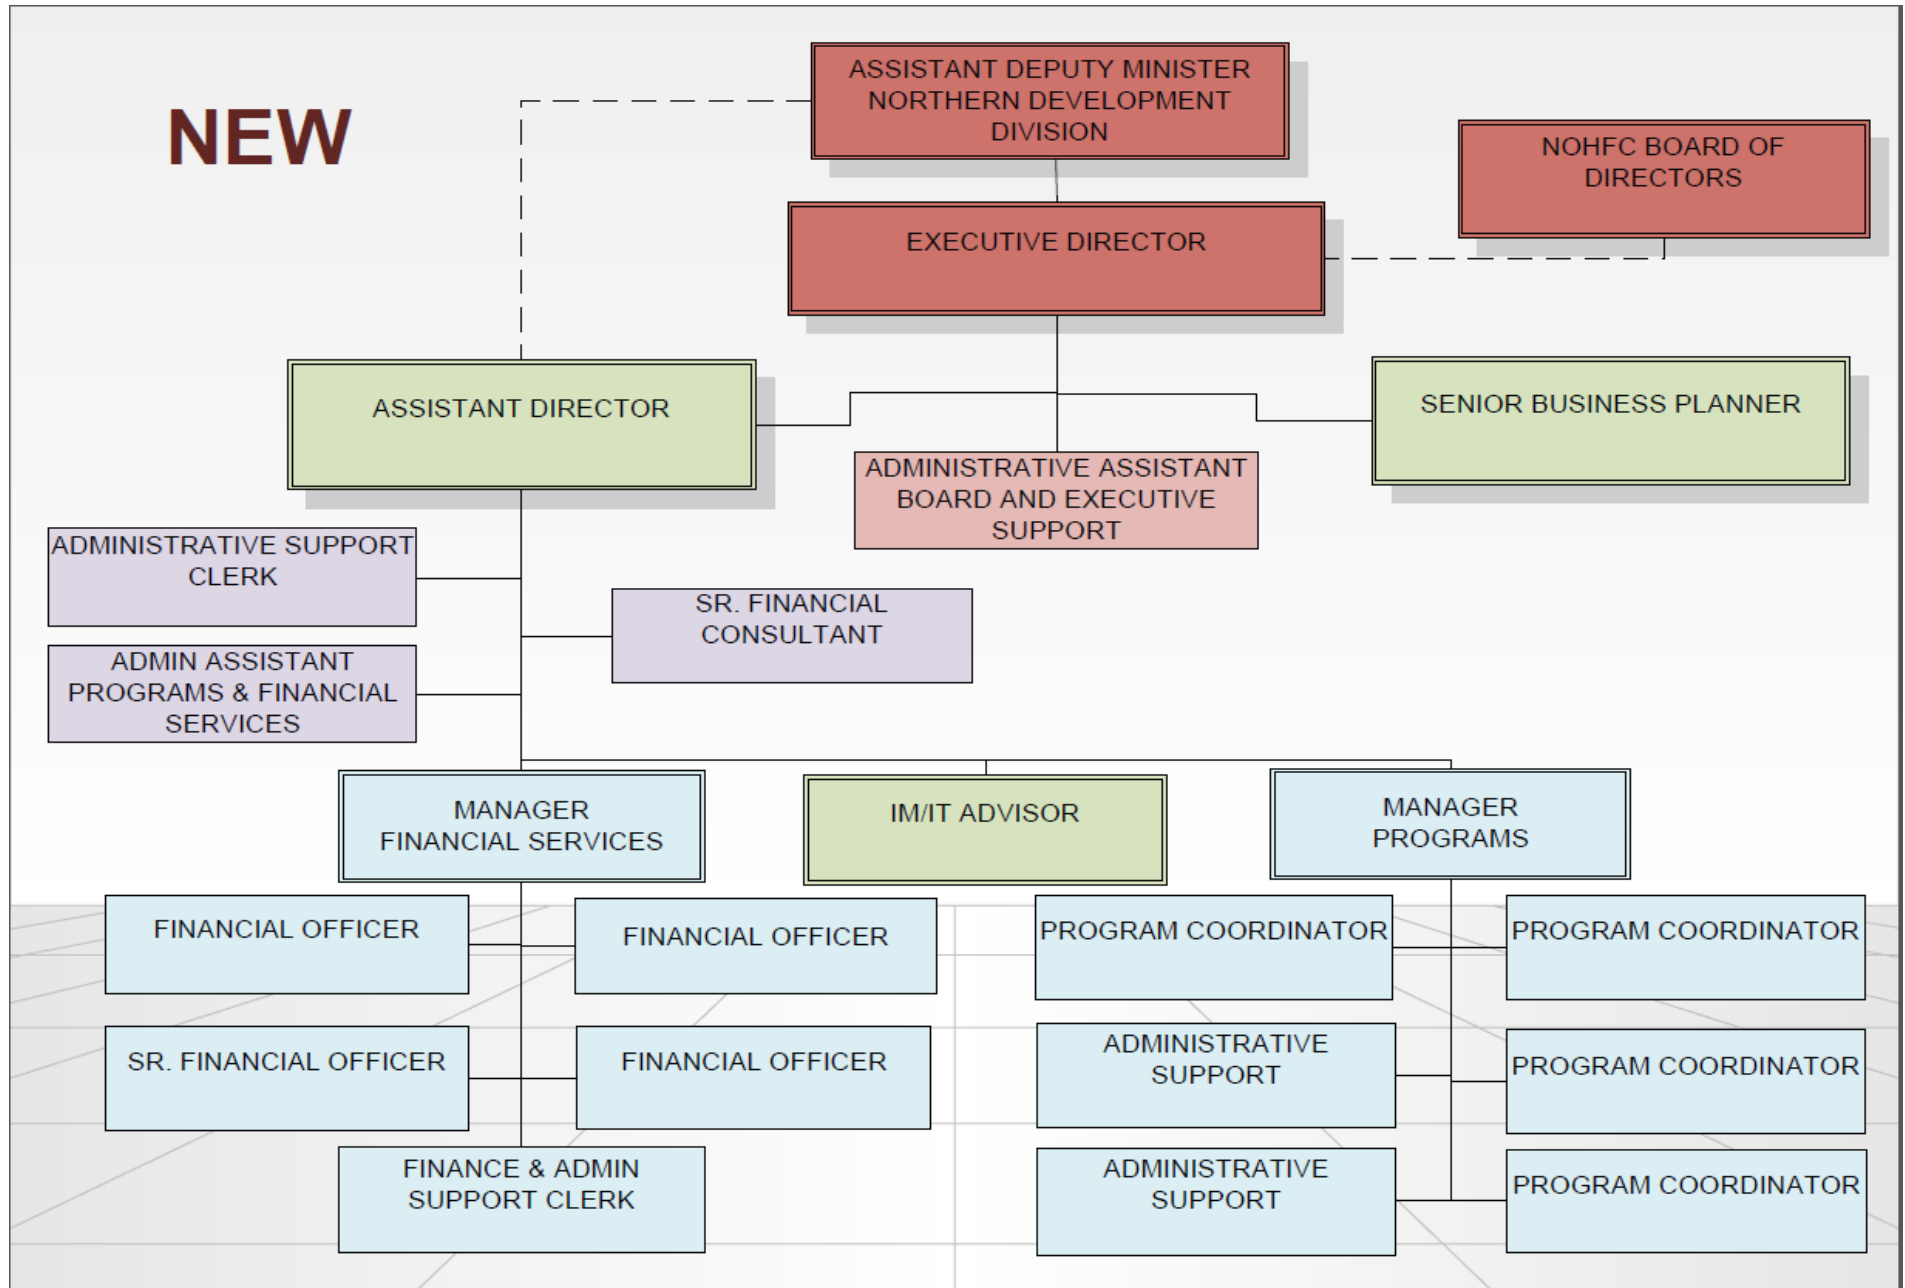 NEW
ASSISTANT DEPUTY MINISTER
NORTHERN DEVELOPMENT
DIVISION
NOHFC BOARD OF
DIRECTORS
EXECUTIVE DIRECTOR
ASSISTANT DIRECTOR
SENIOR BUSINESS PLANNER
ADMINISTRATIVE ASSISTANT
BOARD AND EXECUTIVE
SUPPORT
ADMINISTRATIVE SUPPORT
CLERK
SR. FINANCIAL
CONSULTANT
ADMIN ASSISTANT
PROGRAMS & FINANCIAL
SERVICES
MANAGER
FINANCIAL SERVICES
IM/IT ADVISOR
MANAGER
PROGRAMS
FINANCIAL OFFICER
FINANCIAL OFFICER
PROGRAM COORDINATOR
PROGRAM COORDINATOR
SR. FINANCIAL OFFICER
FINANCIAL OFFICER
ADMINISTRATIVE
SUPPORT
PROGRAM COORDINATOR
FINANCE & ADMIN
SUPPORT CLERK
ADMINISTRATIVE
SUPPORT
PROGRAM COORDINATOR